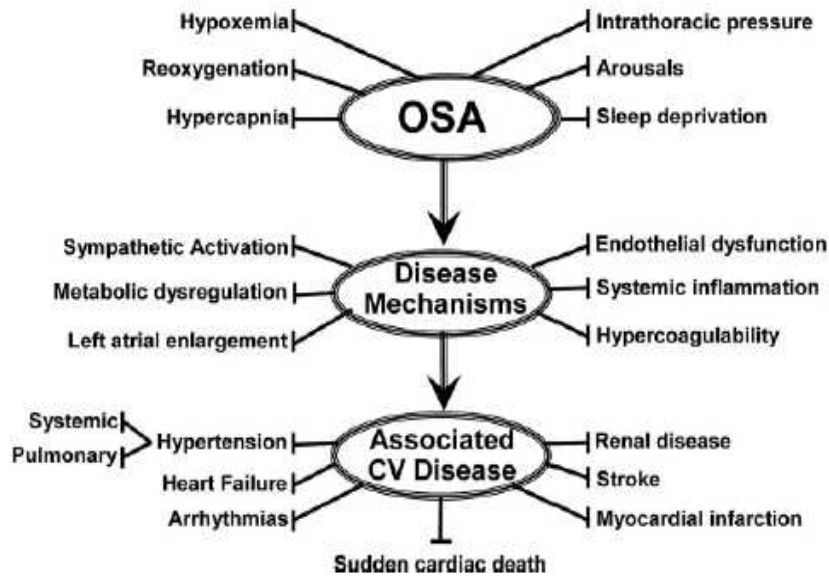 Hypoxemia
Intrathoracic pressure
Reoxygenation
Arousals
Hypercapnia
OSA
Sleep deprivation
Sympathetic Activation
Endothelial dysfunction
Metabolic dysregulation
Disease
Mechanisms
Systemic inflammation
Left atrial enlargement
Hypercoagulability
Systemic
Pulmonary
Hypertension
Associated
CV Disease
Renal disease
Heart Failure
Stroke
Arrhythmias
Myocardial infarction
Sudden cardiac death